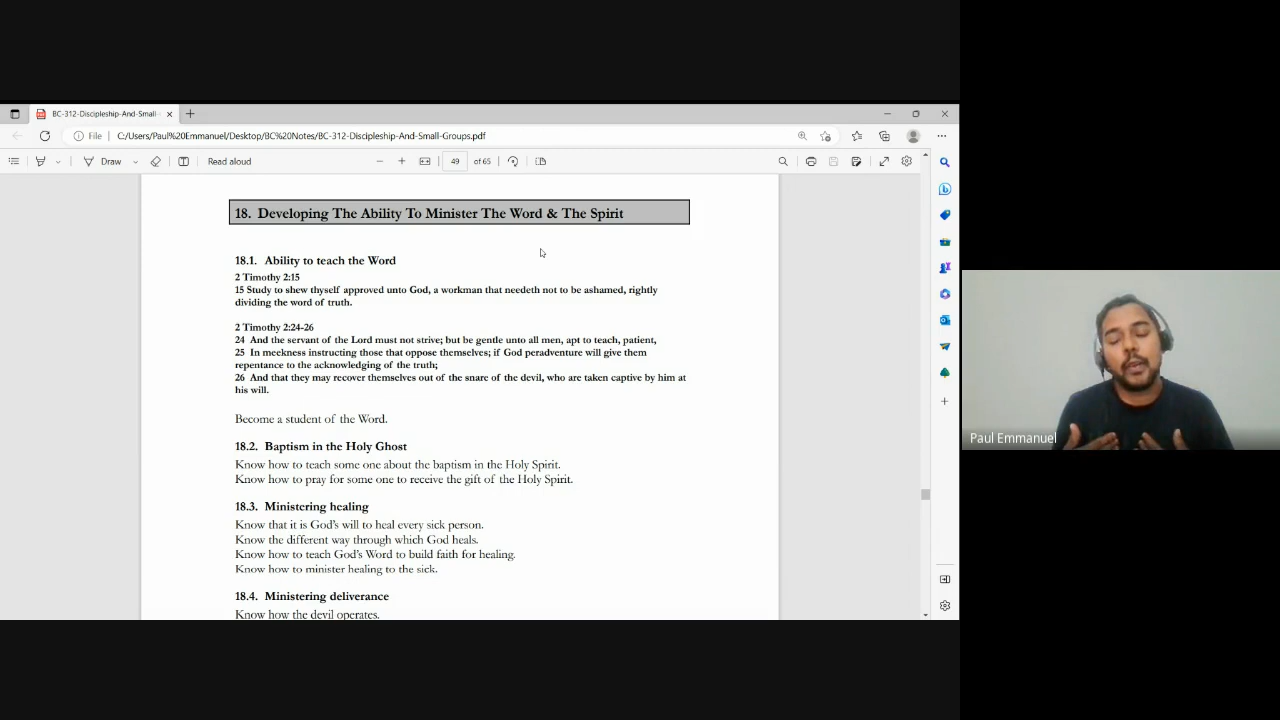 BC-312-Discipleship-And-Small-
File
C:/Users/Paul%20Emmanuel/Desktop/BC%20Notes/BC-312-Discipleship-And-Small-Groups.pdf
Draw
Read aloud
49 of 65
18. Developing The Ability To Minister The Word & The Spirit
18.1. Ability to teach the Word
2 Timothy 2:15
15 Study to shew thyself approved unto God, a workman that needeth not to be ashamed, rightly
dividing the word of truth.
2 Timothy 2:24-26
24 And the servant of the Lord must not strive; but be gentle unto all men, apt to teach, patient,
25 In meekness instructing those that oppose themselves; if God peradventure will give them
repentance to the acknowledging of the truth;
26 And that they may recover themselves out of the snare of the devil, who are taken captive by him at
his will.
Become a student of the Word.
18.2. Baptism in the Holy Ghost
Know how to teach some one about the baptism in the Holy Spirit.
Know how to pray for some one to receive the gift of the Holy Spirit.
18.3. Ministering healing
Know that it is God's will to heal every sick person.
Know the different way through which God heals.
Know how to teach God's Word to build faith for healing.
Know how to minister healing to the sick.
18.4. Ministering deliverance
Know how the devil operates.
Paul Emmanuel